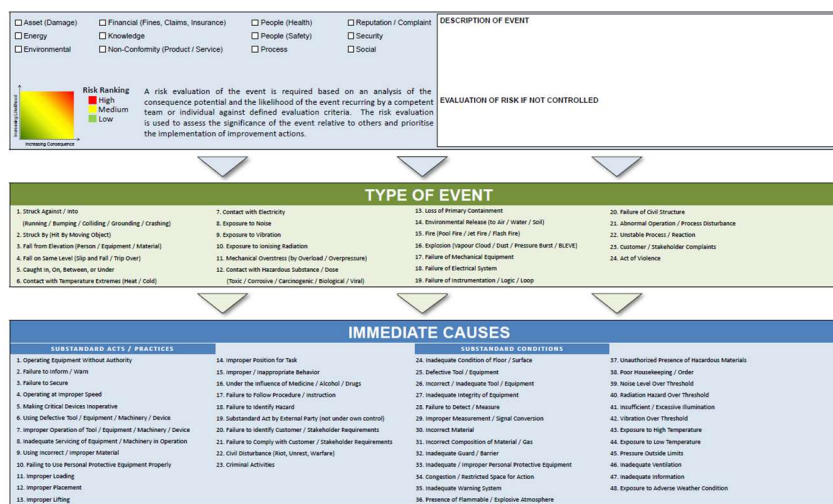 Asset (Damage)
Financial (Fines, Claims, Insurance)
People (Health)
Reputation / Complaint
Energy
Knowledge
People (Safety)
Security
Environmental
Non-Conformity (Product / Service)
Process
Social
DESCRIPTION OF EVENT
EVALUATION OF RISK IF NOT CONTROLLED
Increasing Likelihood
Increasing Consequence
Risk Ranking
High
Medium
Low
A risk evaluation of the event is required based on an analysis of the
consequence potential and the likelihood of the event recurring by a competent
team or individual against defined evaluation criteria. The risk evaluation
is used to assess the significance of the event relative to others and prioritise
the implementation of improvement actions.
TYPE OF EVENT
1. Struck Against / Into
(Running / Bumping / Colliding / Grounding / Crashing)
2. Struck By (Hit By Moving Object)
3. Fall from Elevation (Person / Equipment / Material)
4. Fall on Same Level (Slip and Fall / Trip Over)
5. Caught In, On, Between, or Under
6. Contact with Temperature Extremes (Heat / Cold)
7. Contact with Electricity
8. Exposure to Noise
9. Exposure to Vibration
10. Exposure to Ionising Radiation
11. Mechanical Overstress (by Overload / Overpressure)
12. Contact with Hazardous Substance / Dose
(Toxic / Corrosive / Carcinogenic / Biological / Viral)
13. Loss of Primary Containment
14. Environmental Release (to Air / Water / Soil)
15. Fire (Pool Fire / Jet Fire / Flash Fire)
16. Explosion (Vapour Cloud / Dust / Pressure Burst / BLEVE)
17. Failure of Mechanical Equipment
18. Failure of Electrical System
19. Failure of Instrumentation / Logic / Loop
20. Failure of Civil Structure
21. Abnormal Operation / Process Disturbance
22. Unstable Process / Reaction
23. Customer / Stakeholder Complaints
24. Act of Violence
IMMEDIATE CAUSES
SUBSTANDARD ACTS / PRACTICES
1. Operating Equipment Without Authority
2. Failure to Inform / Warn
3. Failure to Secure
4. Operating at Improper Speed
5. Making Critical Devices Inoperative
6. Using Defective Tool / Equipment / Machinery / Device
7. Improper Operation of Tool / Equipment / Machinery / Device
8. Inadequate Servicing of Equipment / Machinery in Operation
9. Using Incorrect / Improper Material
10. Failing to Use Personal Protective Equipment Properly
11. Improper Loading
12. Improper Placement
13. Improper Lifting
14. Improper Position for Task
15. Improper / Inappropriate Behavior
16. Under the Influence of Medicine / Alcohol / Drugs
17. Failure to Follow Procedure / Instruction
18. Failure to Identify Hazard
19. Substandard Act by External Party (not under own control)
20. Failure to Identify Customer / Stakeholder Requirements
21. Failure to Comply with Customer / Stakeholder Requirements
22. Civil Disturbance (Riot, Unrest, Warfare)
23. Criminal Activities
SUBSTANDARD CONDITIONS
24. Inadequate Condition of Floor / Surface
25. Defective Tool / Equipment
26. Incorrect / Inadequate Tool / Equipment
27. Inadequate Integrity of Equipment
28. Failure to Detect / Measure
29. Improper Measurement / Signal Conversion
30. Incorrect Material
31. Incorrect Composition of Material / Gas
32. Inadequate Guard / Barrier
33. Inadequate / Improper Personal Protective Equipment
34. Congestion / Restricted Space for Action
35. Inadequate Warning System
36. Presence of Flammable / Explosive Atmosphere
37. Unauthorized Presence of Hazardous Materials
38. Poor Housekeeping / Order
39. Noise Level Over Threshold
40. Radiation Hazard Over Threshold
41. Insufficient / Excessive Illumination
42. Vibration Over Threshold
43. Exposure to High Temperature
44. Exposure to Low Temperature
45. Pressure Outside Limits
46. Inadequate Ventilation
47. Inadequate Information
48. Exposure to Adverse Weather Condition